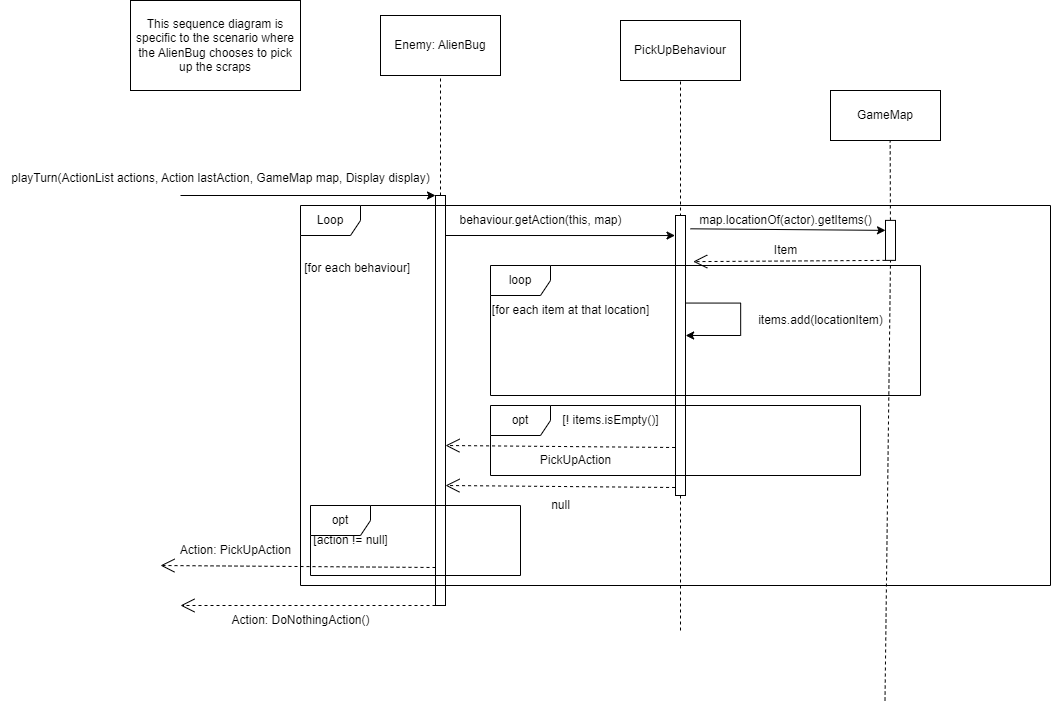 This sequence diagram is
specific to the scenario where
the AlienBug chooses to pick
up the scraps
Enemy: AlienBug
PickUpBehaviour
GameMap
playTurn(ActionList actions, Action lastAction, GameMap map, Display display)
Loop
behaviour.getAction(this, map)
map.locationOf(actor).getItems()
Item
[for each behaviour]
loop
[for each item at that location]
items.add(locationItem)
opt
[! items.isEmpty()]
PickUpAction
null
opt
[action != null]
Action: PickUpAction
Action: DoNothingAction()